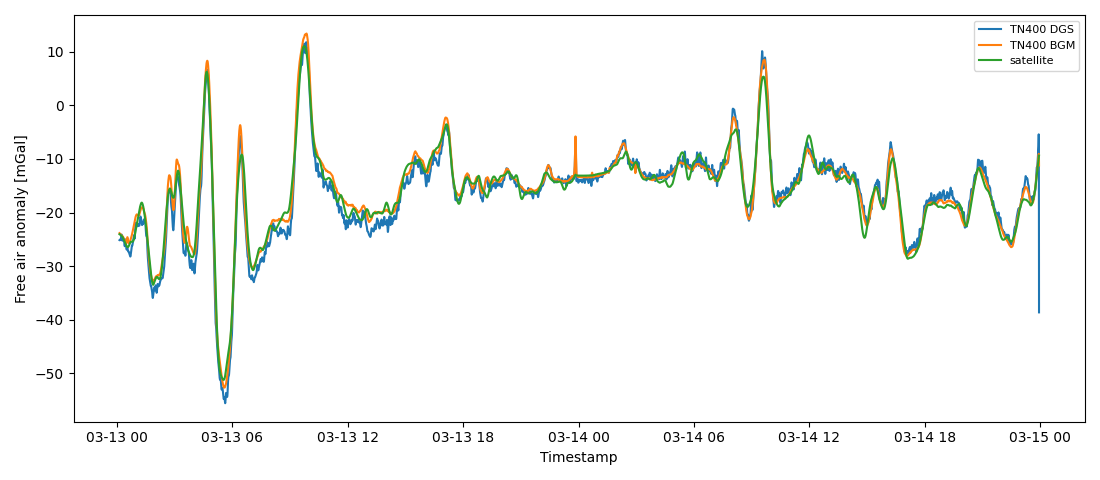 TN400 DGS
TN400 BGM
satellite
Free air anomaly [mGal]
10
0
−10
−20
−30
−40
−50
03-13 00 03-13 06 03-13 12 03-13 18 03-14 00 03-14 06 03-14 12 03-14 18 03-15 00
Timestamp